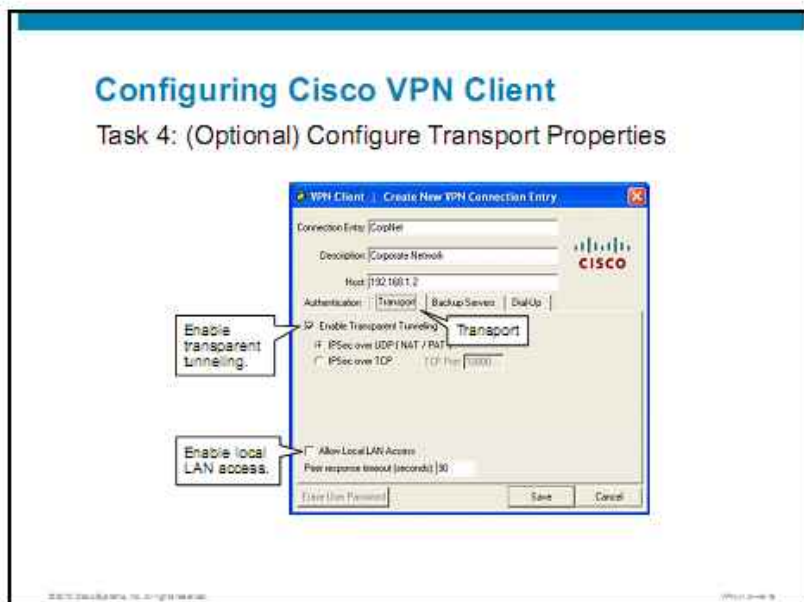 Configuring Cisco VPN Client
Task 4: (Optional) Configure Transport Properties
VPN Client | Create New VPN Connection Entry
Connection Entry: CorpNet
Description: Corporate Network
Host: 192.168.1.2
CISCO
Authentication Transport Backup Servers Dial-Up
Enable transparent tunneling.
Enable Transparent Tunneling
Transport
IPSec over UDP ( NAT / PAT )
IPSec over TCP TCP Port: 10000
Enable local LAN access.
Allow Local LAN Access
Peer response timeout (seconds): 90
Erase User Password Save Cancel